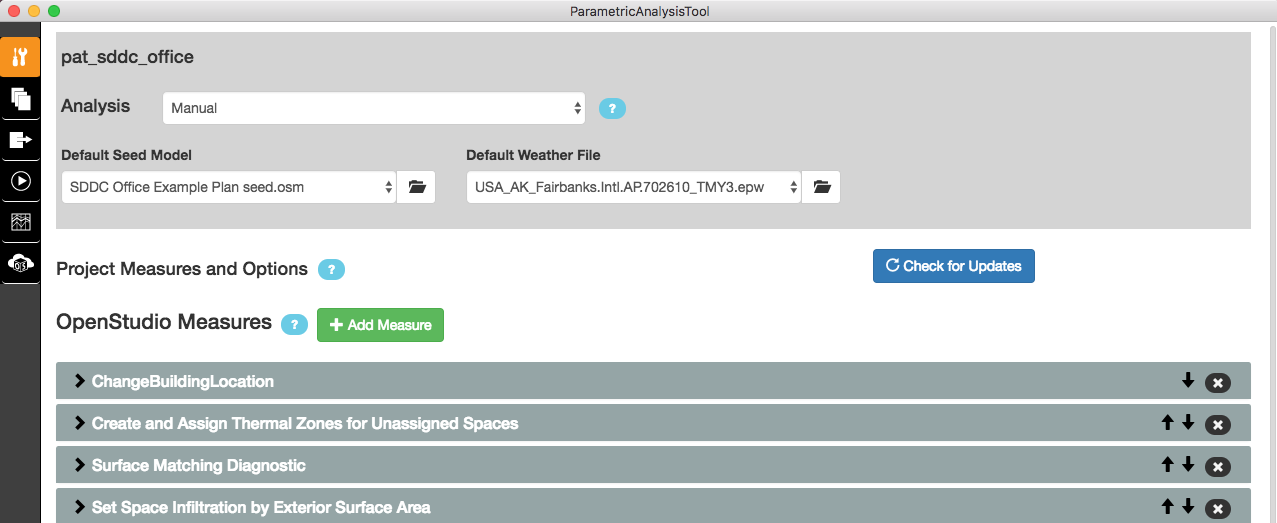 ParametricAnalysisTool
pat_sddc_office
Analysis Manual ?
Default Seed Model Default Weather File
SDDC Office Example Plan seed.osm USA_AK_Fairbanks.Intl.AP.702610_TMY3.epw
Project Measures and Options ? Check for Updates
OpenStudio Measures ? Add Measure
ChangeBuildingLocation
Create and Assign Thermal Zones for Unassigned Spaces
Surface Matching Diagnostic
Set Space Infiltration by Exterior Surface Area